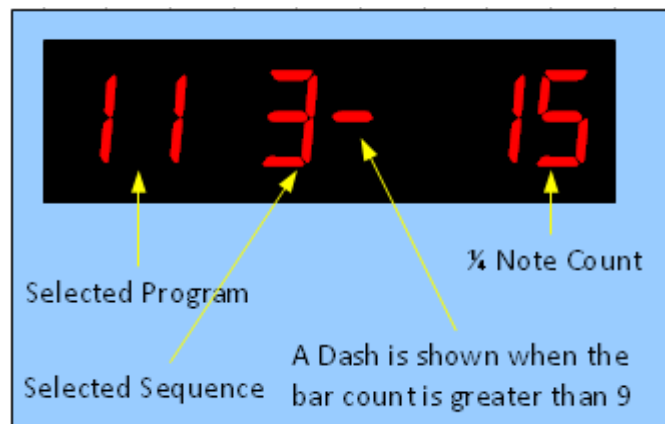 11 3- 15
¼ Note Count
Selected Program
A Dash is shown when the
bar count is greater than 9
Selected Sequence